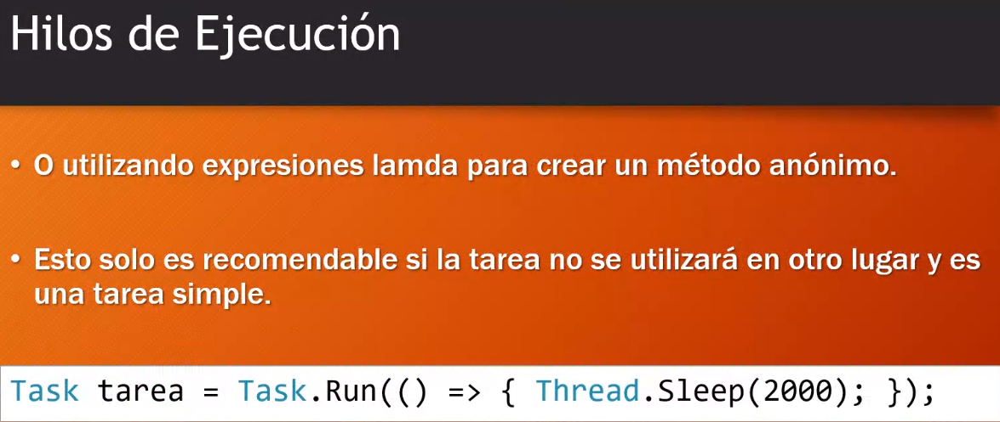 Hilos de Ejecución
• O utilizando expresiones lamda para crear un método anónimo.
• Esto solo es recomendable si la tarea no se utilizará en otro lugar y es
una tarea simple.
Task tarea = Task.Run(() => { Thread.Sleep(2000); });